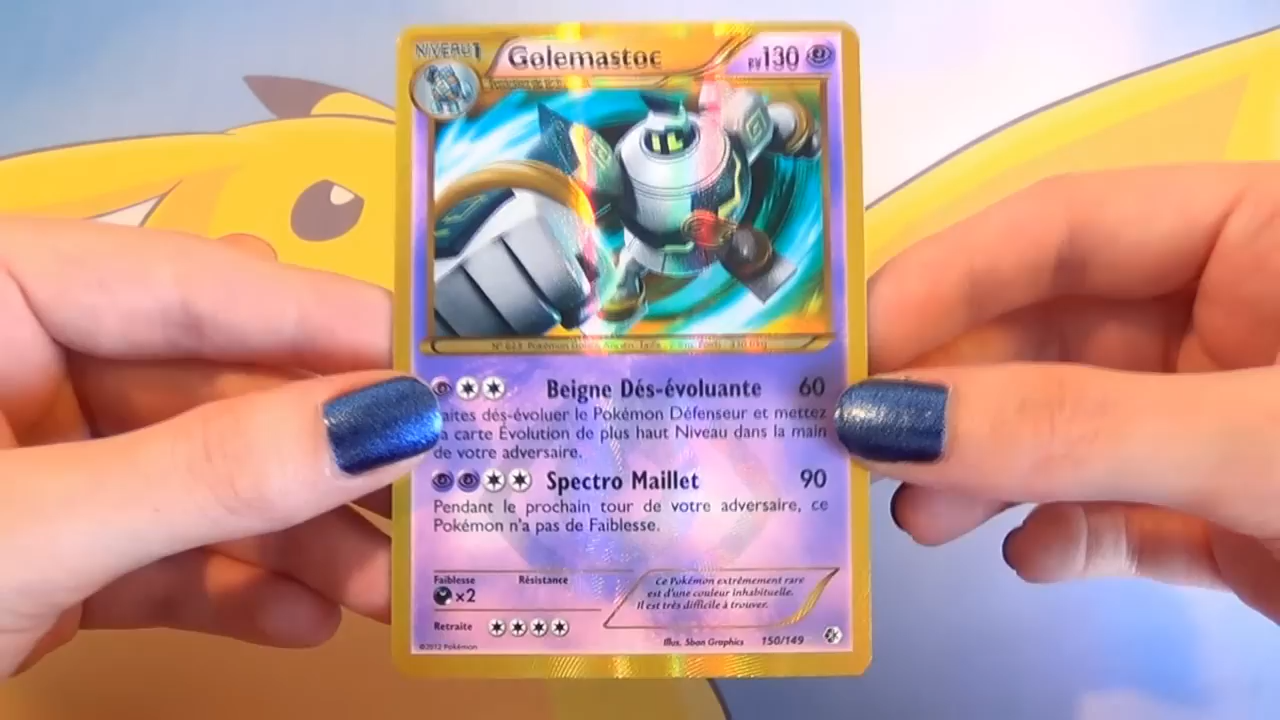 NIVEAU 1
Golemastoc
PV 130
Beigne Dés-évoluante 60
aites dés-évoluer le Pokémon Défenseur et mettez
a carte Évolution de plus haut Niveau dans la main
de votre adversaire.
Spectro Maillet 90
Pendant le prochain tour de votre adversaire, ce
Pokémon n'a pas de Faiblesse.
Faiblesse Résistance
×2
Ce Pokémon extrêmement rare
est d'une couleur inhabituelle.
Il est très difficile à trouver.
Retraite
Illus. 5ban Graphics 150/149
©2012 Pokémon